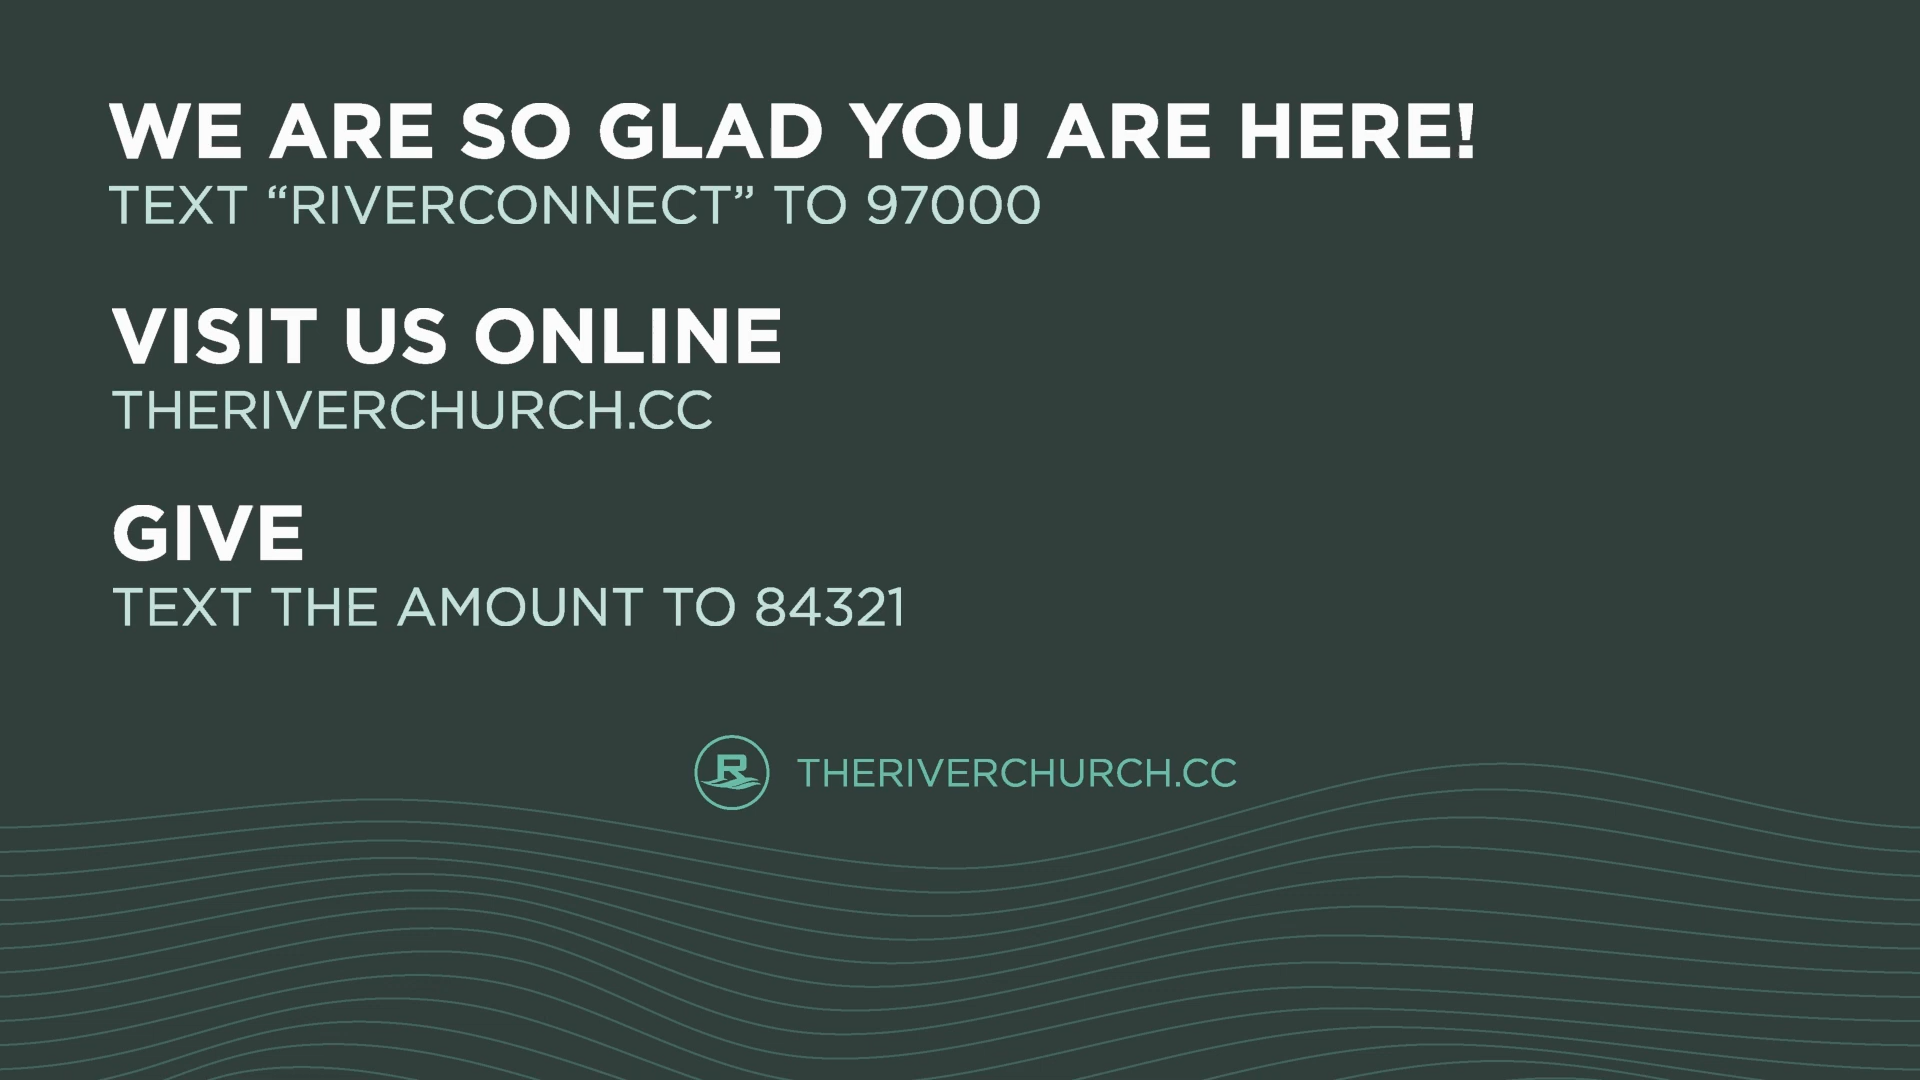 WE ARE SO GLAD YOU ARE HERE!
TEXT “RIVERCONNECT” TO 97000
VISIT US ONLINE
THERIVERCHURCH.CC
GIVE
TEXT THE AMOUNT TO 84321
R THERIVERCHURCH.CC